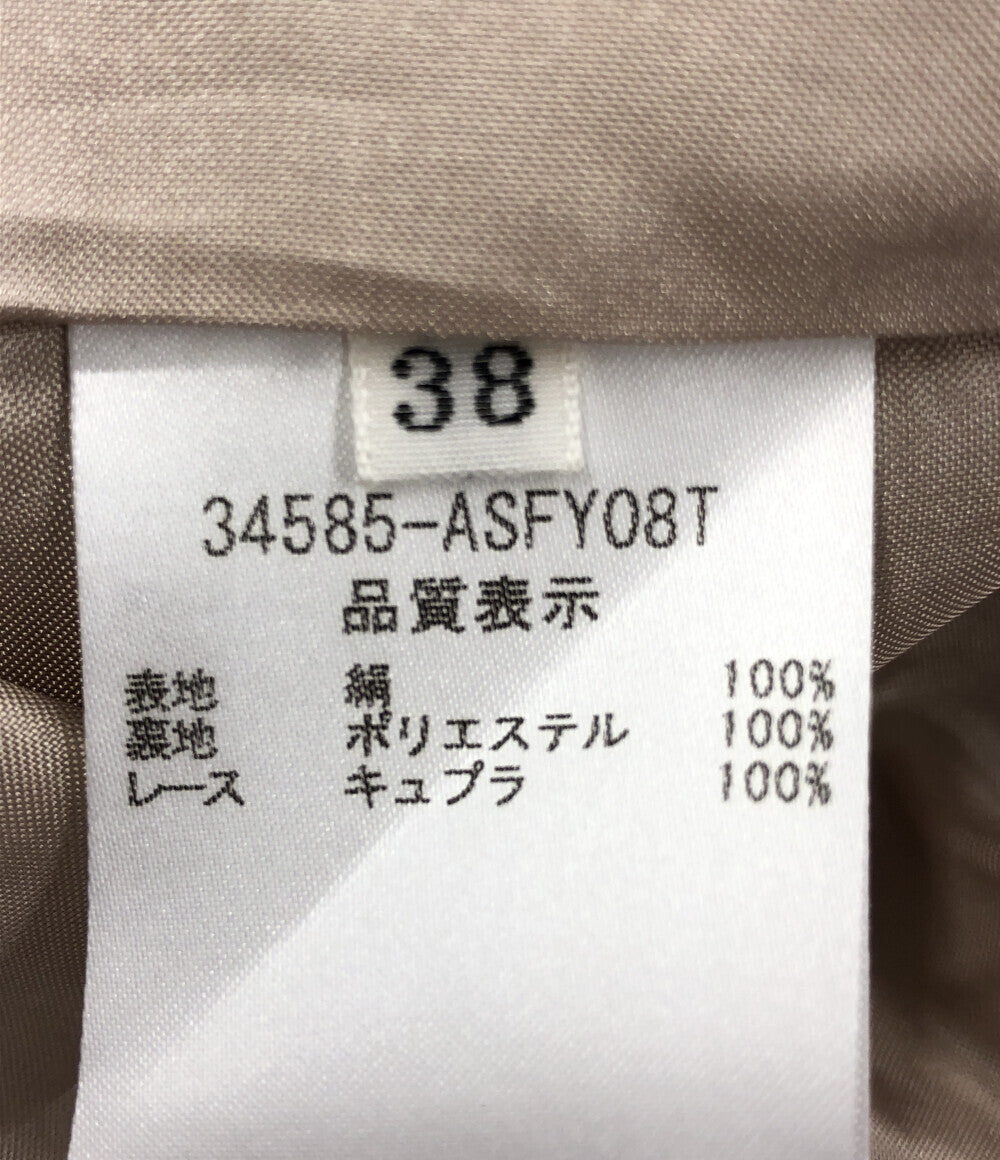 38
34585-ASFY08T
品質表示
表地 絹 100%
裏地 ポリエステル 100%
レース キュプラ 100%